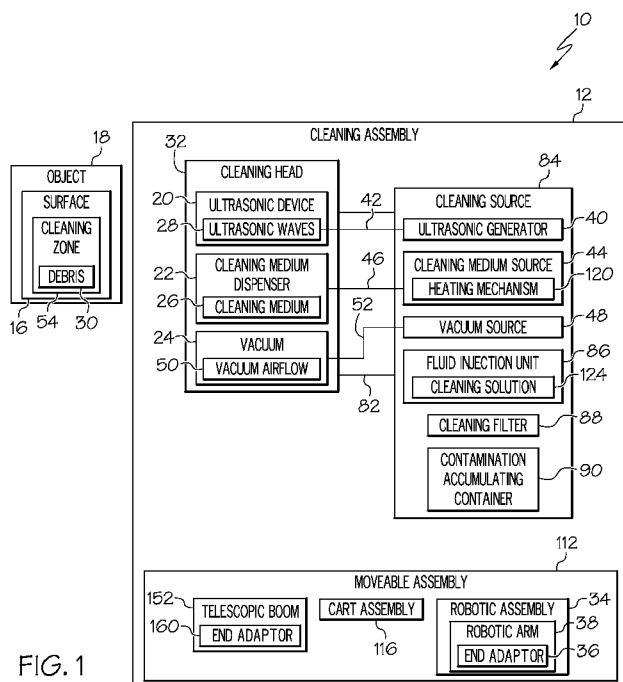 10
12
CLEANING ASSEMBLY
18
OBJECT
SURFACE
CLEANING
ZONE
DEBRIS
16
54
30
32
CLEANING HEAD
20
ULTRASONIC DEVICE
28
ULTRASONIC WAVES
22
CLEANING MEDIUM
DISPENSER
26
CLEANING MEDIUM
24
VACUUM
50
VACUUM AIRFLOW
42
46
52
82
84
CLEANING SOURCE
ULTRASONIC GENERATOR
40
CLEANING MEDIUM SOURCE
44
HEATING MECHANISM
120
VACUUM SOURCE
48
FLUID INJECTION UNIT
86
CLEANING SOLUTION
124
CLEANING FILTER
88
CONTAMINATION
ACCUMULATING
CONTAINER
90
112
MOVEABLE ASSEMBLY
152
TELESCOPIC BOOM
160
END ADAPTOR
CART ASSEMBLY
116
ROBOTIC ASSEMBLY
34
ROBOTIC ARM
38
END ADAPTOR
36
FIG. 1